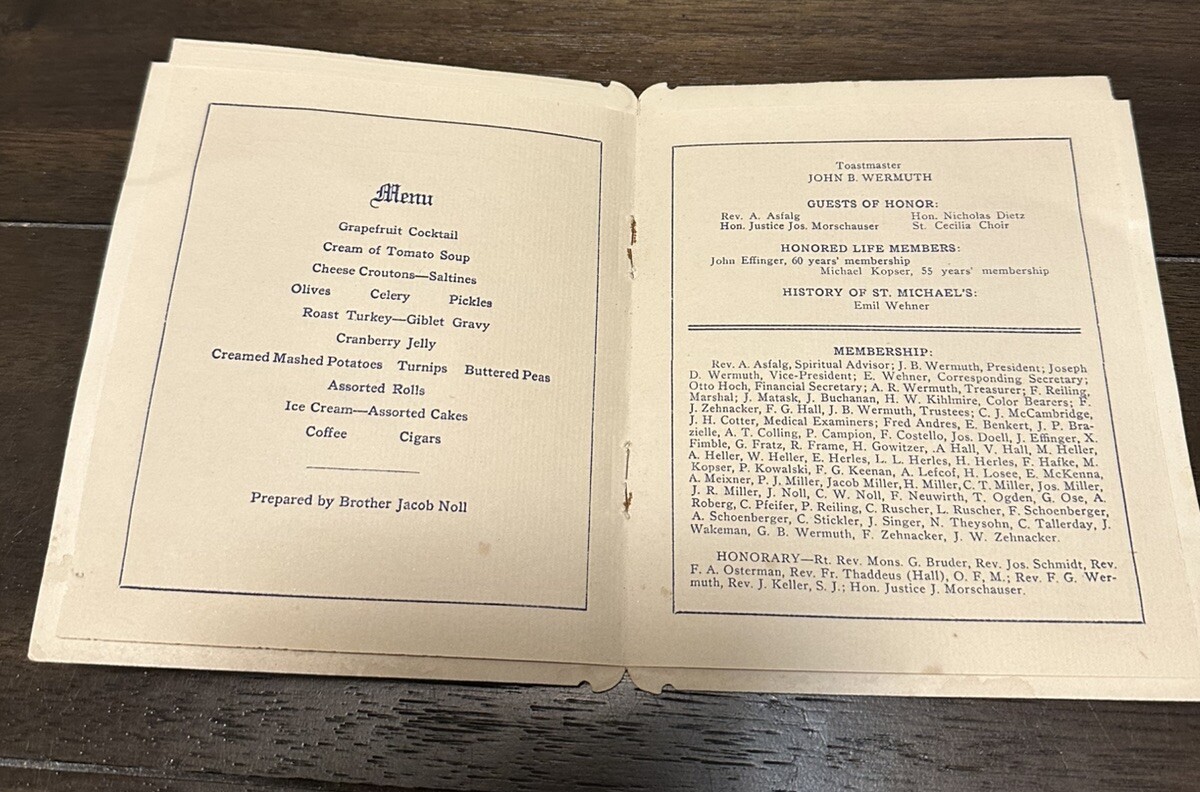 Menu
Grapefruit Cocktail
Cream of Tomato Soup
Cheese Croutons—Saltines
Olives Celery Pickles
Roast Turkey—Giblet Gravy
Cranberry Jelly
Creamed Mashed Potatoes Turnips Buttered Peas
Assorted Rolls
Ice Cream—Assorted Cakes
Coffee Cigars
Prepared by Brother Jacob Noll
Toastmaster
JOHN B. WERMUTH
GUESTS OF HONOR:
Rev. A. Asfalg Hon. Nicholas Dietz
Hon. Justice Jos. Morschauser St. Cecilia Choir
HONORED LIFE MEMBERS:
John Effinger, 60 years' membership
Michael Kopser, 55 years' membership
HISTORY OF ST. MICHAEL'S:
Emil Wehner
MEMBERSHIP:
Rev. A. Asfalg, Spiritual Advisor; J. B. Wermuth, President; Joseph
D. Wermuth, Vice-President; E. Wehner, Corresponding Secretary;
Otto Hoch, Financial Secretary; A. R. Wermuth, Treasurer; F. Reiling,
Marshal; J. Matask, J. Buchanan, H. W. Kihlmire, Color Bearers; F.
J. Zehnacker, F. G. Hall, J. B. Wermuth, Trustees; C. J. McCambridge,
J. H. Cotter, Medical Examiners; Fred Andres, E. Benkert, J. P. Bra-
zielle, A. T. Colling, P. Campion, F. Costello, Jos. Doell, J. Effinger, X.
Fimble, G. Fratz, R. Frame, H. Gowitzer, .A Hall, V. Hall, M. Heller,
A. Heller, W. Heller, E. Herles, L. L. Herles, H. Herles, F. Hafke, M.
Kopser, P. Kowalski, F. G. Keenan, A. Lefcof, H. Losee, E. McKenna,
A. Meixner, P. J. Miller, Jacob Miller, H. Miller, C. T. Miller, Jos. Miller,
J. R. Miller, J. Noll, C. W. Noll, F. Neuwirth, T. Ogden, G. Ose, A.
Roberg, C. Pfeifer, P. Reiling, C. Ruscher, L. Ruscher, F. Schoenberger,
A. Schoenberger, C. Stickler, J. Singer, N. Theysohn, C. Tallerday, J.
Wakeman, G. B. Wermuth, F. Zehnacker, J. W. Zehnacker.
HONORARY—Rt. Rev. Mons. G. Bruder, Rev. Jos. Schmidt, Rev.
F. A. Osterman, Rev. Fr. Thaddeus (Hall), O. F, M.; Rev. F. G. Wer-
muth, Rev. J. Keller, S. J.; Hon. Justice J. Morschauser.